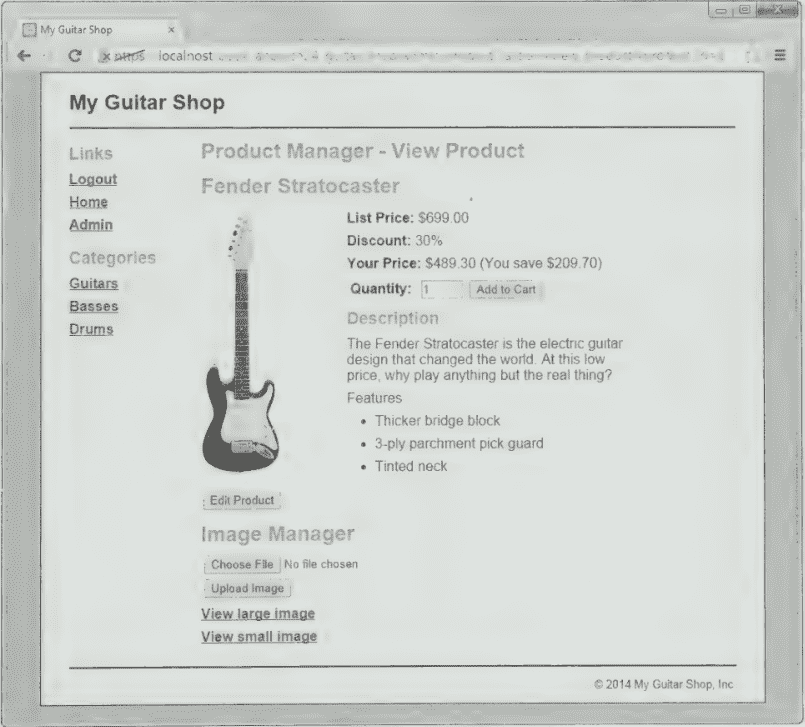 My Guitar Shop
https localhost
My Guitar Shop
Links
Logout
Home
Admin
Categories
Guitars
Basses
Drums
Product Manager - View Product
Fender Stratocaster
List Price: $699.00
Discount: 30%
Your Price: $489.30 (You save $209.70)
Quantity: 1 Add to Cart
Description
The Fender Stratocaster is the electric guitar
design that changed the world. At this low
price, why play anything but the real thing?
Features
• Thicker bridge block
• 3-ply parchment pick guard
• Tinted neck
Edit Product
Image Manager
Choose File No file chosen
Upload Image
View large image
View small image
© 2014 My Guitar Shop, Inc